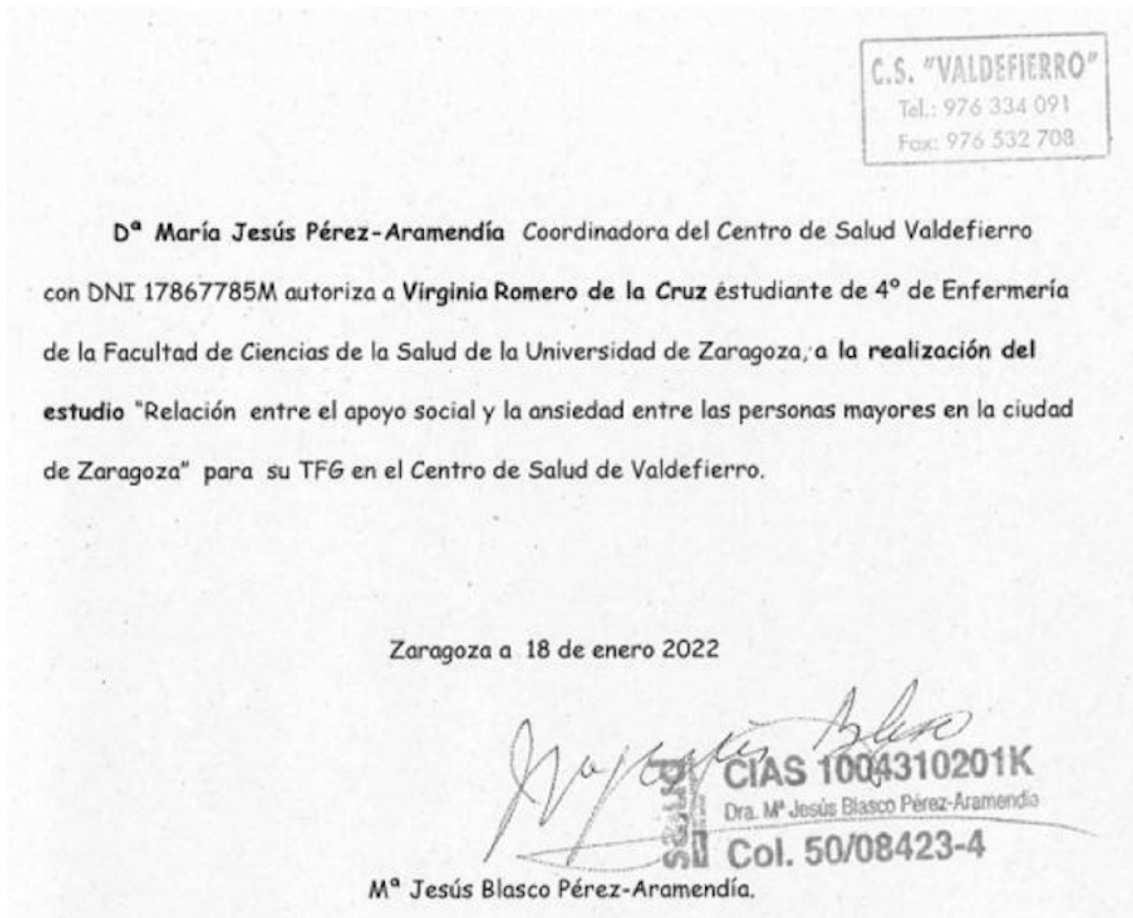 C.S. "VALDEFIERRO"
Tel.: 976 334 091
Fax: 976 532 708
Dª María Jesús Pérez-Aramendía Coordinadora del Centro de Salud Valdefierro
con DNI 17867785M autoriza a Virginia Romero de la Cruz estudiante de 4º de Enfermería
de la Facultad de Ciencias de la Salud de la Universidad de Zaragoza, a la realización del
estudio "Relación entre el apoyo social y la ansiedad entre las personas mayores en la ciudad
de Zaragoza" para su TFG en el Centro de Salud de Valdefierro.
Zaragoza a 18 de enero 2022
salud
CIAS 1004310201K
Dra. Mª Jesús Blasco Pérez-Aramendía
Col. 50/08423-4
Mª Jesús Blasco Pérez-Aramendía.